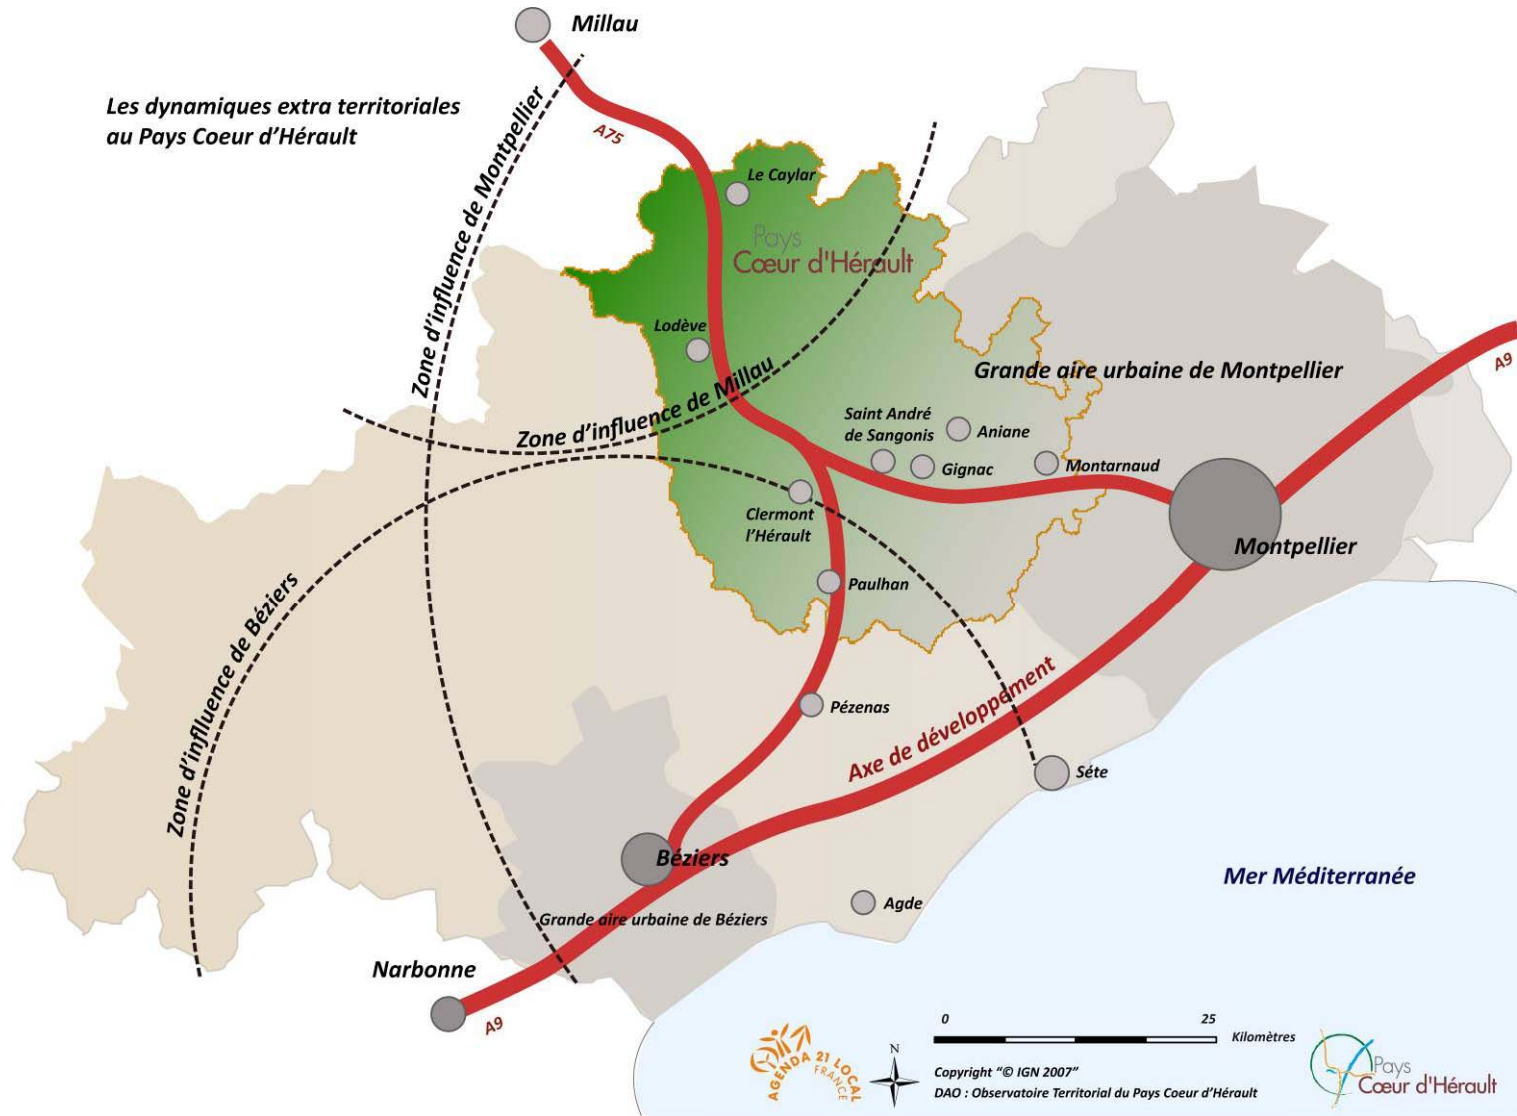 Millau
Les dynamiques extra territoriales
au Pays Coeur d'Hérault
A75
Zone d'influence de Montpellier
Le Caylar
Pays
Cœur d'Hérault
Lodève
Zone d'influence de Millau
Grande aire urbaine de Montpellier
A9
Saint André
de Sangonis
Aniane
Gignac
Montarnaud
Clermont
l'Hérault
Montpellier
Paulhan
Zone d'influence de Béziers
Pézenas
Axe de développement
Séte
Béziers
Mer Méditerranée
Agde
Grande aire urbaine de Béziers
Narbonne
A9
0 25
Kilomètres
AGENDA 21 LOCAL
FRANCE
N
Copyright "© IGN 2007"
DAO : Observatoire Territorial du Pays Coeur d'Hérault
Pays
Cœur d'Hérault